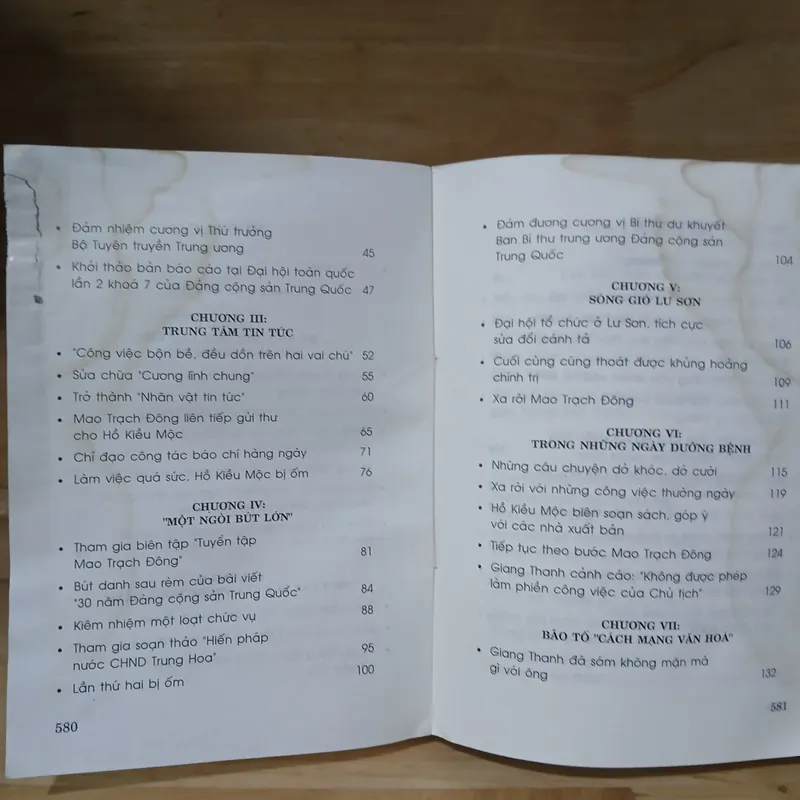 • Đảm nhiệm cương vị Thứ trưởng
Bộ Tuyên truyền Trung ương 45
• Khởi thảo bản báo cáo tại Đại hội toàn quốc
lần 2 khoá 7 của Đảng cộng sản Trung Quốc 47
CHƯƠNG III:
TRUNG TÂM TIN TỨC
• "Công việc bộn bề, đều dồn trên hai vai chú" 52
• Sửa chữa "Cương lĩnh chung" 55
• Trở thành "Nhân vật tin tức" 60
• Mao Trạch Đông liên tiếp gửi thư
cho Hồ Kiều Mộc 65
• Chỉ đạo công tác báo chí hàng ngày 71
• Làm việc quá sức, Hồ Kiều Mộc bị ốm 76
CHƯƠNG IV:
"MỘT NGÒI BÚT LỚN"
• Tham gia biên tập "Tuyển tập
Mao Trạch Đông" 81
• Bút danh sau rèm của bài viết
"30 năm Đảng cộng sản Trung Quốc" 84
• Kiêm nhiệm một loạt chức vụ 88
• Tham gia soạn thảo "Hiến pháp
nước CHND Trung Hoa" 95
• Lần thứ hai bị ốm 100
580
• Đảm đương cương vị Bí thư dự khuyết
Ban Bí thư trung ương Đảng cộng sản
Trung Quốc 104
CHƯƠNG V:
SÓNG GIÓ LƯ SƠN
• Đại hội tổ chức ở Lư Sơn, tích cực
sửa đổi cánh tả 106
• Cuối cùng cũng thoát được khủng hoảng
chính trị 109
• Xa rời Mao Trạch Đông 111
CHƯƠNG VI:
TRONG NHỮNG NGÀY DƯỠNG BỆNH
• Những câu chuyện dở khóc, dở cười 115
• Xa rời với những công việc thường ngày 119
• Hồ Kiều Mộc biên soạn sách, góp ý
với các nhà xuất bản 121
• Tiếp tục theo bước Mao Trạch Đông 124
• Giang Thanh cảnh cáo: "Không được phép
làm phiền công việc của Chủ tịch" 129
CHƯƠNG VII:
BÃO TỐ "CÁCH MẠNG VĂN HOÁ"
• Giang Thanh đã sớm không mặn mà
gì với ông 132
581